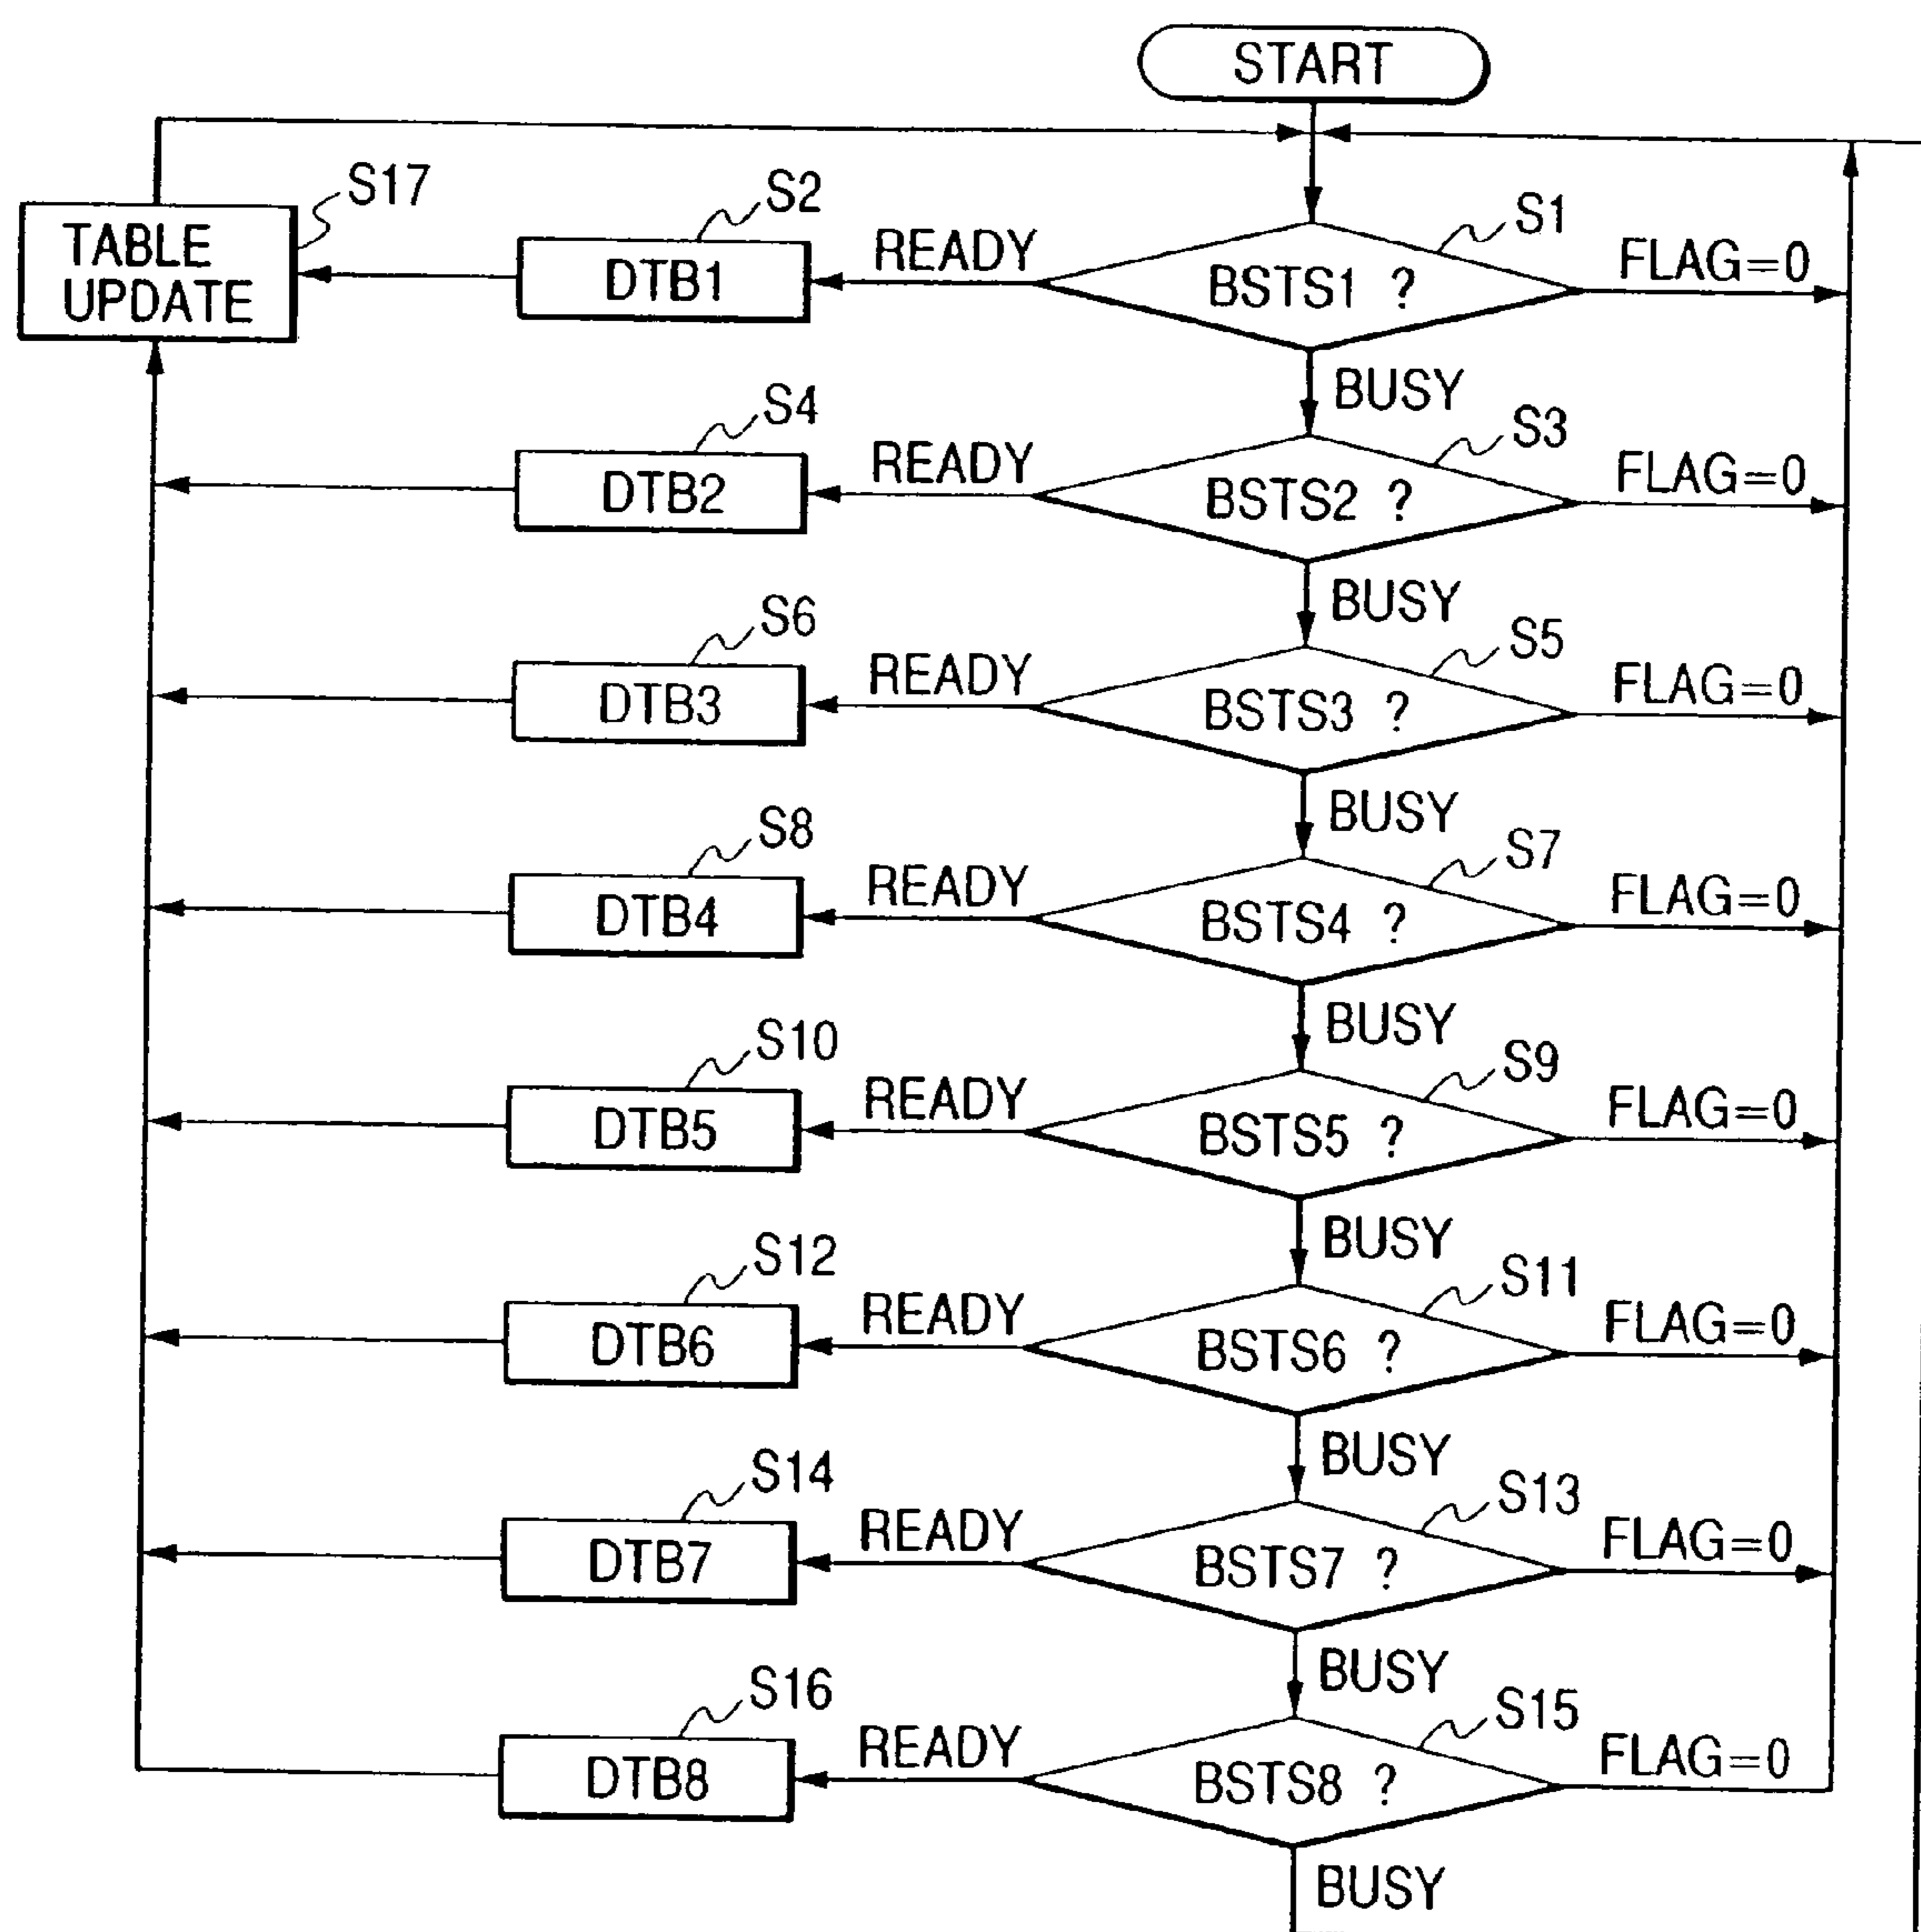 START
S17
S2
S1
TABLE
UPDATE
DTB1
READY
BSTS1 ?
FLAG=0
BUSY
S4
S3
DTB2
READY
BSTS2 ?
FLAG=0
BUSY
S6
S5
DTB3
READY
BSTS3 ?
FLAG=0
BUSY
S8
S7
DTB4
READY
BSTS4 ?
FLAG=0
BUSY
S10
S9
DTB5
READY
BSTS5 ?
FLAG=0
BUSY
S12
S11
DTB6
READY
BSTS6 ?
FLAG=0
BUSY
S14
S13
DTB7
READY
BSTS7 ?
FLAG=0
BUSY
S16
S15
DTB8
READY
BSTS8 ?
FLAG=0
BUSY